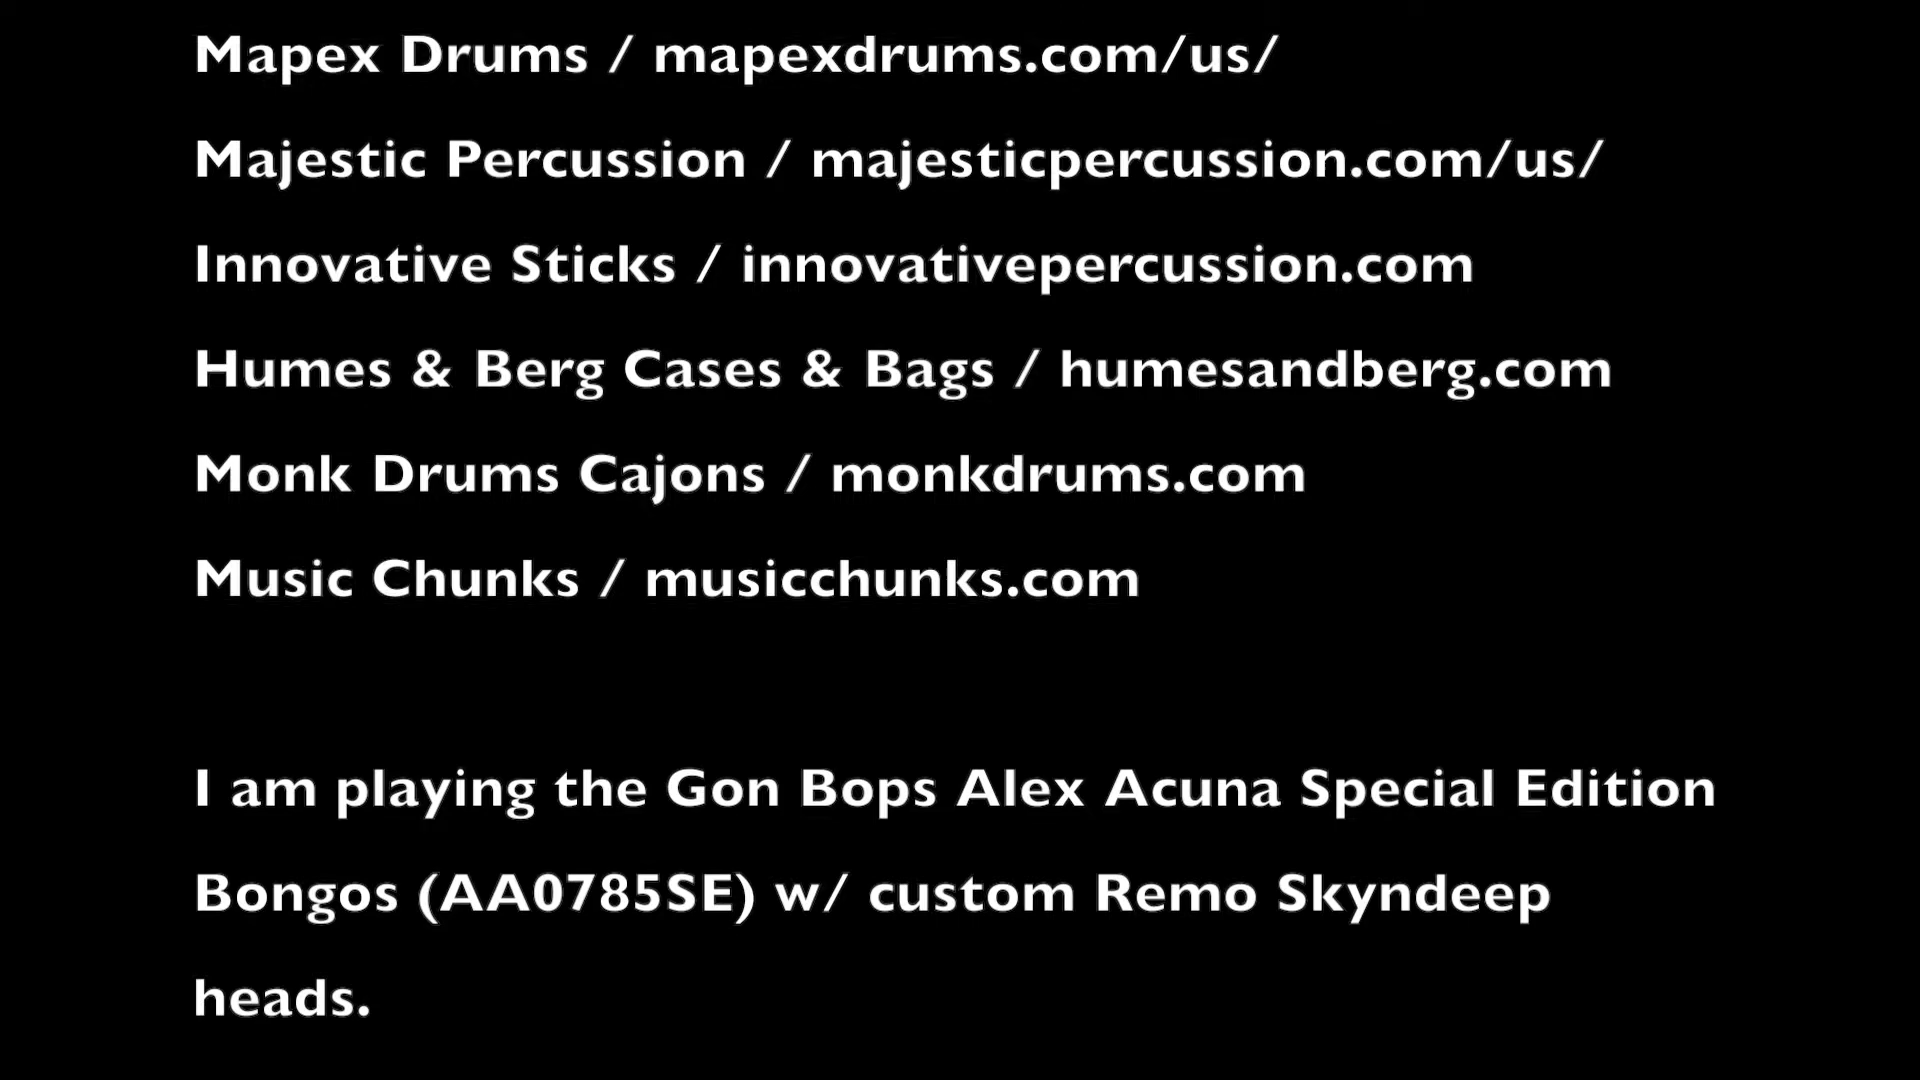 Mapex Drums / mapexdrums.com/us/
Majestic Percussion / majesticpercussion.com/us/
Innovative Sticks / innovativepercussion.com
Humes & Berg Cases & Bags / humesandberg.com
Monk Drums Cajons / monkdrums.com
Music Chunks / musicchunks.com
I am playing the Gon Bops Alex Acuna Special Edition
Bongos (AA0785SE) w/ custom Remo Skyndeep
heads.